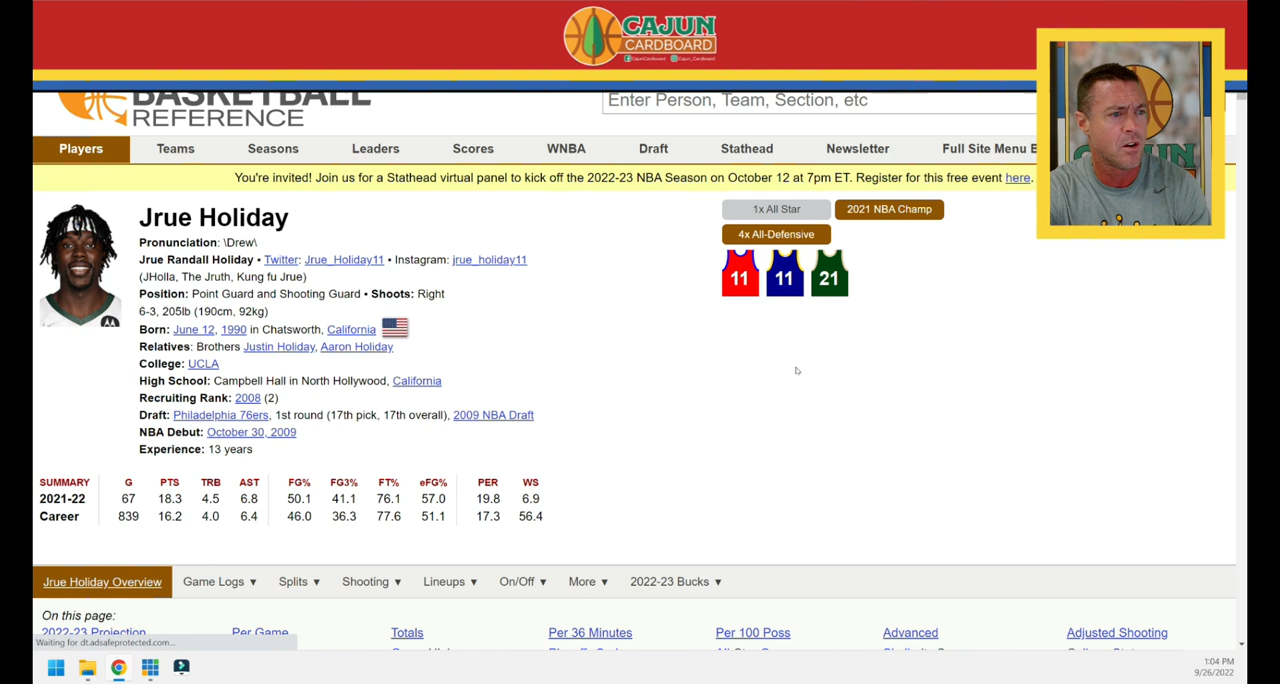 CAJUN
CARDBOARD
CajunCardboard Cajun_Cardboard
BASKETBALL
REFERENCE
Enter Person, Team, Section, etc
Players Teams Seasons Leaders Scores WNBA Draft Stathead Newsletter Full Site Menu
You're invited! Join us for a Stathead virtual panel to kick off the 2022-23 NBA Season on October 12 at 7pm ET. Register for this free event here.
Jrue Holiday
Pronunciation: \Drew\
Jrue Randall Holiday ▪ Twitter: Jrue_Holiday11 ▪ Instagram: jrue_holiday11
(JHolla, The Truth, Kung fu Jrue)
Position: Point Guard and Shooting Guard ▪ Shoots: Right
6-3, 205lb (190cm, 92kg)
Born: June 12, 1990 in Chatsworth, California
Relatives: Brothers Justin Holiday, Aaron Holiday
College: UCLA
High School: Campbell Hall in North Hollywood, California
Recruiting Rank: 2008 (2)
Draft: Philadelphia 76ers, 1st round (17th pick, 17th overall), 2009 NBA Draft
NBA Debut: October 30, 2009
Experience: 13 years
1x All Star 2021 NBA Champ
4x All-Defensive
11 11 21
SUMMARY G PTS TRB AST FG% FG3% FT% eFG% PER WS
2021-22 67 18.3 4.5 6.8 50.1 41.1 76.1 57.0 19.8 6.9
Career 839 16.2 4.0 6.4 46.0 36.3 77.6 51.1 17.3 56.4
Jrue Holiday Overview Game Logs ▼ Splits ▼ Shooting ▼ Lineups ▼ On/Off ▼ More ▼ 2022-23 Bucks ▼
On this page:
2022-23 Projection Per Game Totals Per 36 Minutes Per 100 Poss Advanced Adjusted Shooting
Waiting for dt.adsafeprotected.com...
1:04 PM
9/26/2022